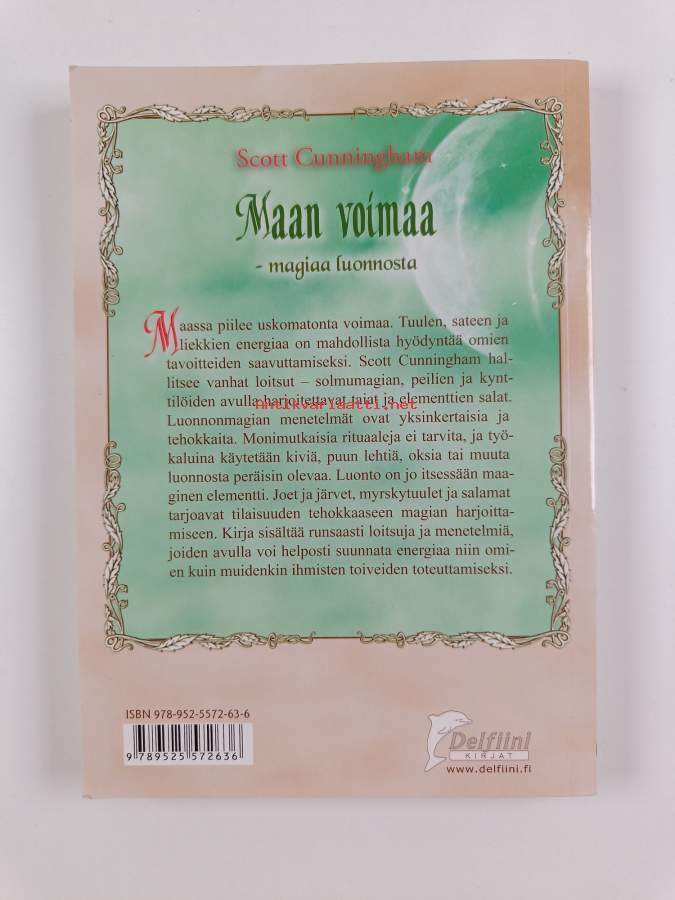 Scott Cunningham
Maan voimaa
- magiaa luonnosta
Maassa piilee uskomatonta voimaa. Tuulen, sateen ja
liekkien energiaa on mahdollista hyödyntää omien
tavoitteiden saavuttamiseksi. Scott Cunningham hal-
litsee vanhat loitsut – solmumagian, peilien ja kynt-
tilöiden avulla harjoitettavat taiat ja elementtien salat.
Antikvariaatti.net
Luonnonmagian menetelmät ovat yksinkertaisia ja
tehokkaita. Monimutkaisia rituaaleja ei tarvita, ja työ-
kaluina käytetään kiviä, puun lehtiä, oksia tai muuta
luonnosta peräisin olevaa. Luonto on jo itsessään maa-
ginen elementti. Joet ja järvet, myrskytuulet ja salamat
tarjoavat tilaisuuden tehokkaaseen magian harjoitta-
miseen. Kirja sisältää runsaasti loitsuja ja menetelmiä,
joiden avulla voi helposti suunnata energiaa niin omi-
en kuin muidenkin ihmisten toiveiden toteuttamiseksi.
ISBN 978-952-5572-63-6
9 789525 572636
Delfiini
KIRJAT
www.delfiini.fi